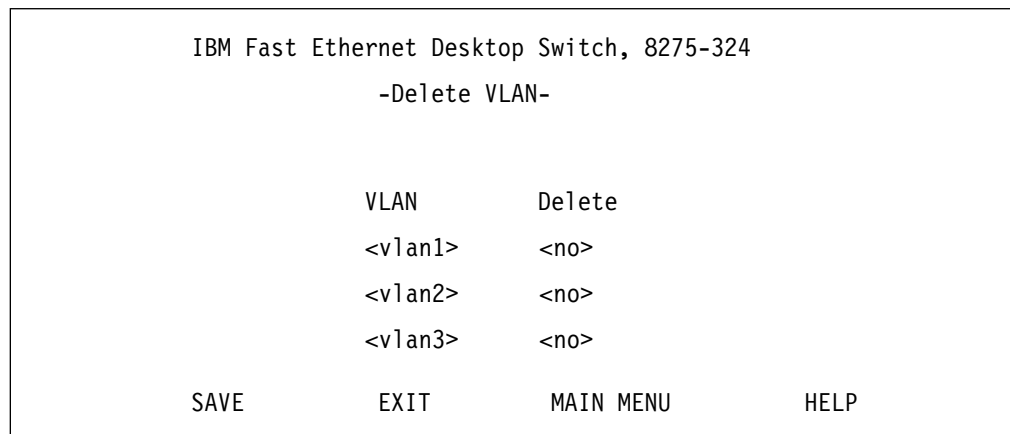 IBM Fast Ethernet Desktop Switch, 8275-324
-Delete VLAN-
VLAN Delete
<vlan1> <no>
<vlan2> <no>
<vlan3> <no>
SAVE EXIT MAIN MENU HELP